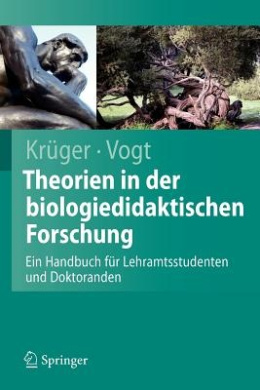 Krüger · Vogt
Theorien in der
biologiedidaktischen
Forschung
Ein Handbuch für Lehramtsstudenten
und Doktoranden
Springer